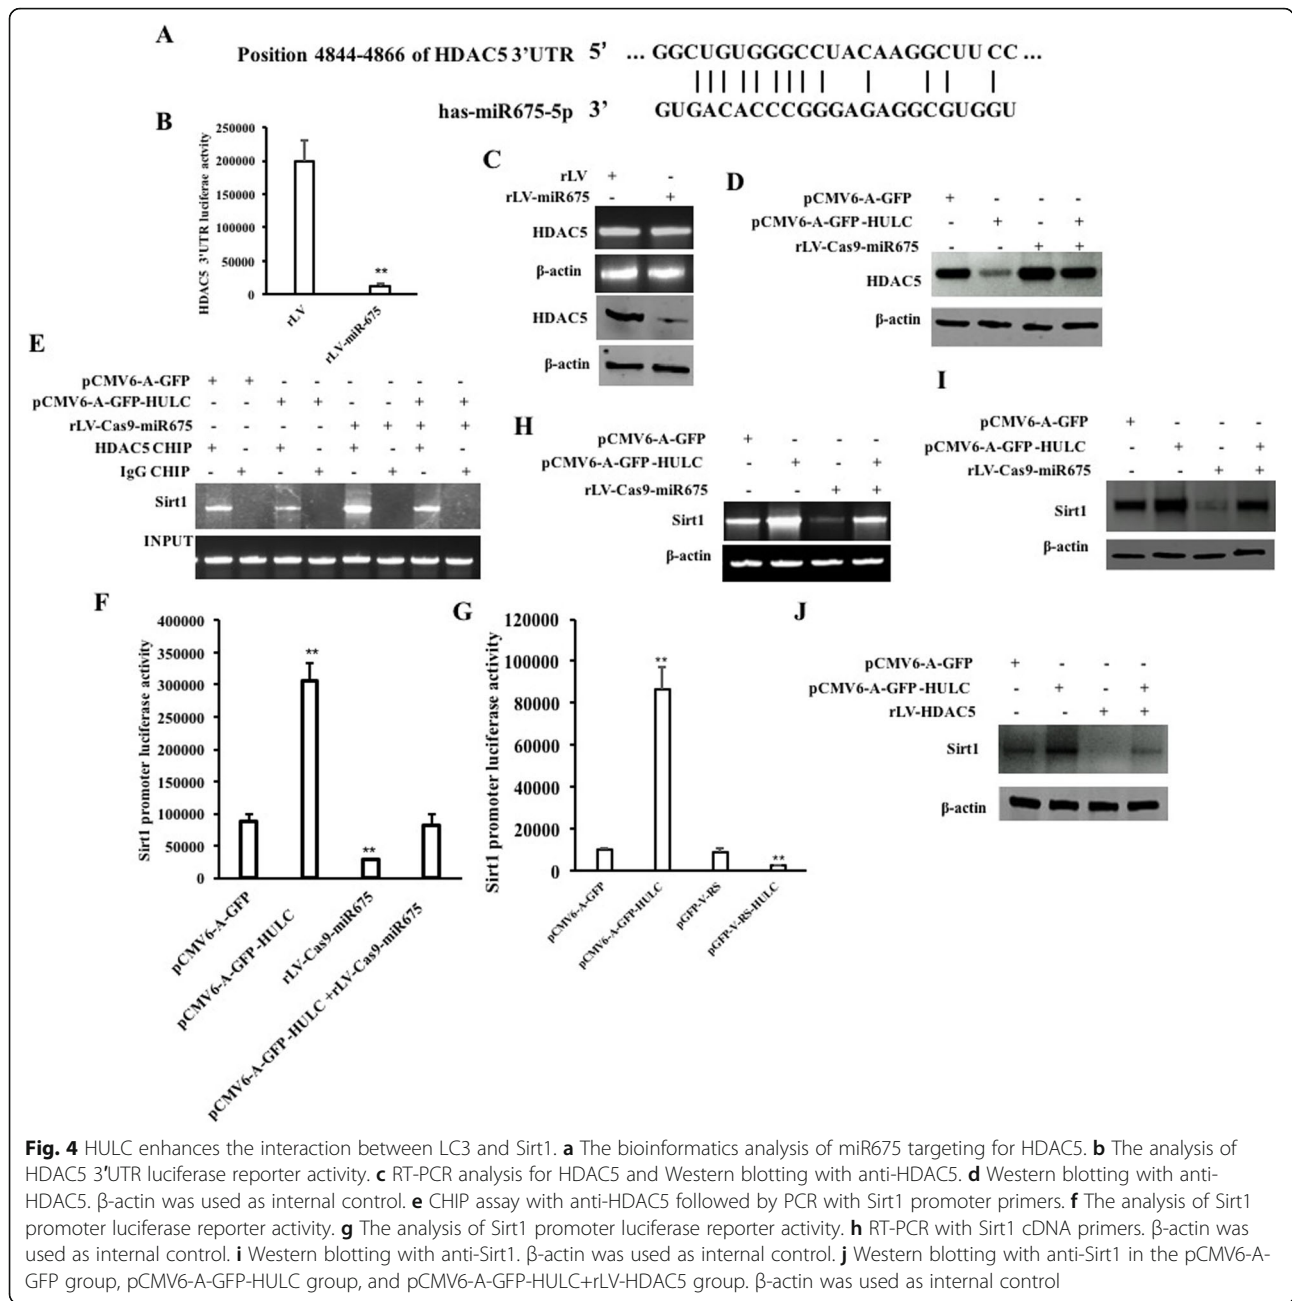 A
Position 4844-4866 of HDAC5 3’UTR 5’ ... GGCUGUGGGCCUACAAGGCUU CC ...
has-miR675-5p 3’ GUGACACCCGGGAGAGGCGUGGU
B
HDAC5 3’UTR luciferae actvity
250000
200000
150000
100000
50000
0
**
rLV
rLV-miR-675
C
rLV + -
rLV-miR675 - +
HDAC5
β-actin
HDAC5
β-actin
D
pCMV6-A-GFP + - - -
pCMV6-A-GFP-HULC - + - +
rLV-Cas9-miR675 - - + +
HDAC5
β-actin
E
pCMV6-A-GFP + + - - - - - -
pCMV6-A-GFP-HULC - - + + - - + +
rLV-Cas9-miR675 - - - - + + + +
HDAC5 CHIP + - + - + - + -
IgG CHIP - + - + - + - +
Sirt1
INPUT
H
pCMV6-A-GFP + - - -
pCMV6-A-GFP-HULC - + - +
rLV-Cas9-miR675 - - + +
Sirt1
β-actin
I
pCMV6-A-GFP + - - -
pCMV6-A-GFP-HULC - + - +
rLV-Cas9-miR675 - - + +
Sirt1
β-actin
F
Sirt1 promoter luciferase activity
400000
350000
300000
250000
200000
150000
100000
50000
0
**
**
pCMV6-A-GFP
pCMV6-A-GFP-HULC
rLV-Cas9-miR675
pCMV6-A-GFP-HULC+rLV-Cas9-miR675
G
Sirt1 promoter luciferase activity
120000
100000
80000
60000
40000
20000
0
**
**
pCMV6-A-GFP
pCMV6-A-GFP-HULC
pGFP-V-RS
pGFP-V-RS-HULC
J
pCMV6-A-GFP + - - -
pCMV6-A-GFP-HULC - + - +
rLV-HDAC5 - - + +
Sirt1
β-actin
Fig. 4 HULC enhances the interaction between LC3 and Sirt1. a The bioinformatics analysis of miR675 targeting for HDAC5. b The analysis of
HDAC5 3′UTR luciferase reporter activity. c RT-PCR analysis for HDAC5 and Western blotting with anti-HDAC5. d Western blotting with anti-
HDAC5. β-actin was used as internal control. e CHIP assay with anti-HDAC5 followed by PCR with Sirt1 promoter primers. f The analysis of Sirt1
promoter luciferase reporter activity. g The analysis of Sirt1 promoter luciferase reporter activity. h RT-PCR with Sirt1 cDNA primers. β-actin was
used as internal control. i Western blotting with anti-Sirt1. β-actin was used as internal control. j Western blotting with anti-Sirt1 in the pCMV6-A-
GFP group, pCMV6-A-GFP-HULC group, and pCMV6-A-GFP-HULC+rLV-HDAC5 group. β-actin was used as internal control